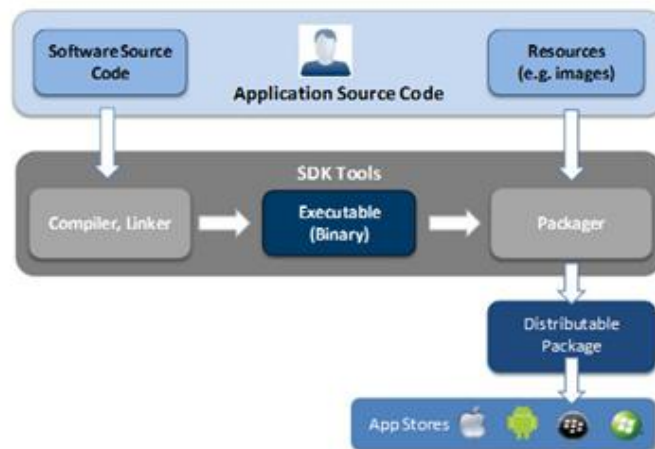 Software Source
Code
Resources
(e.g. images)
Application Source Code
SDK Tools
Compiler, Linker
Executable
(Binary)
Packager
Distributable
Package
App Stores